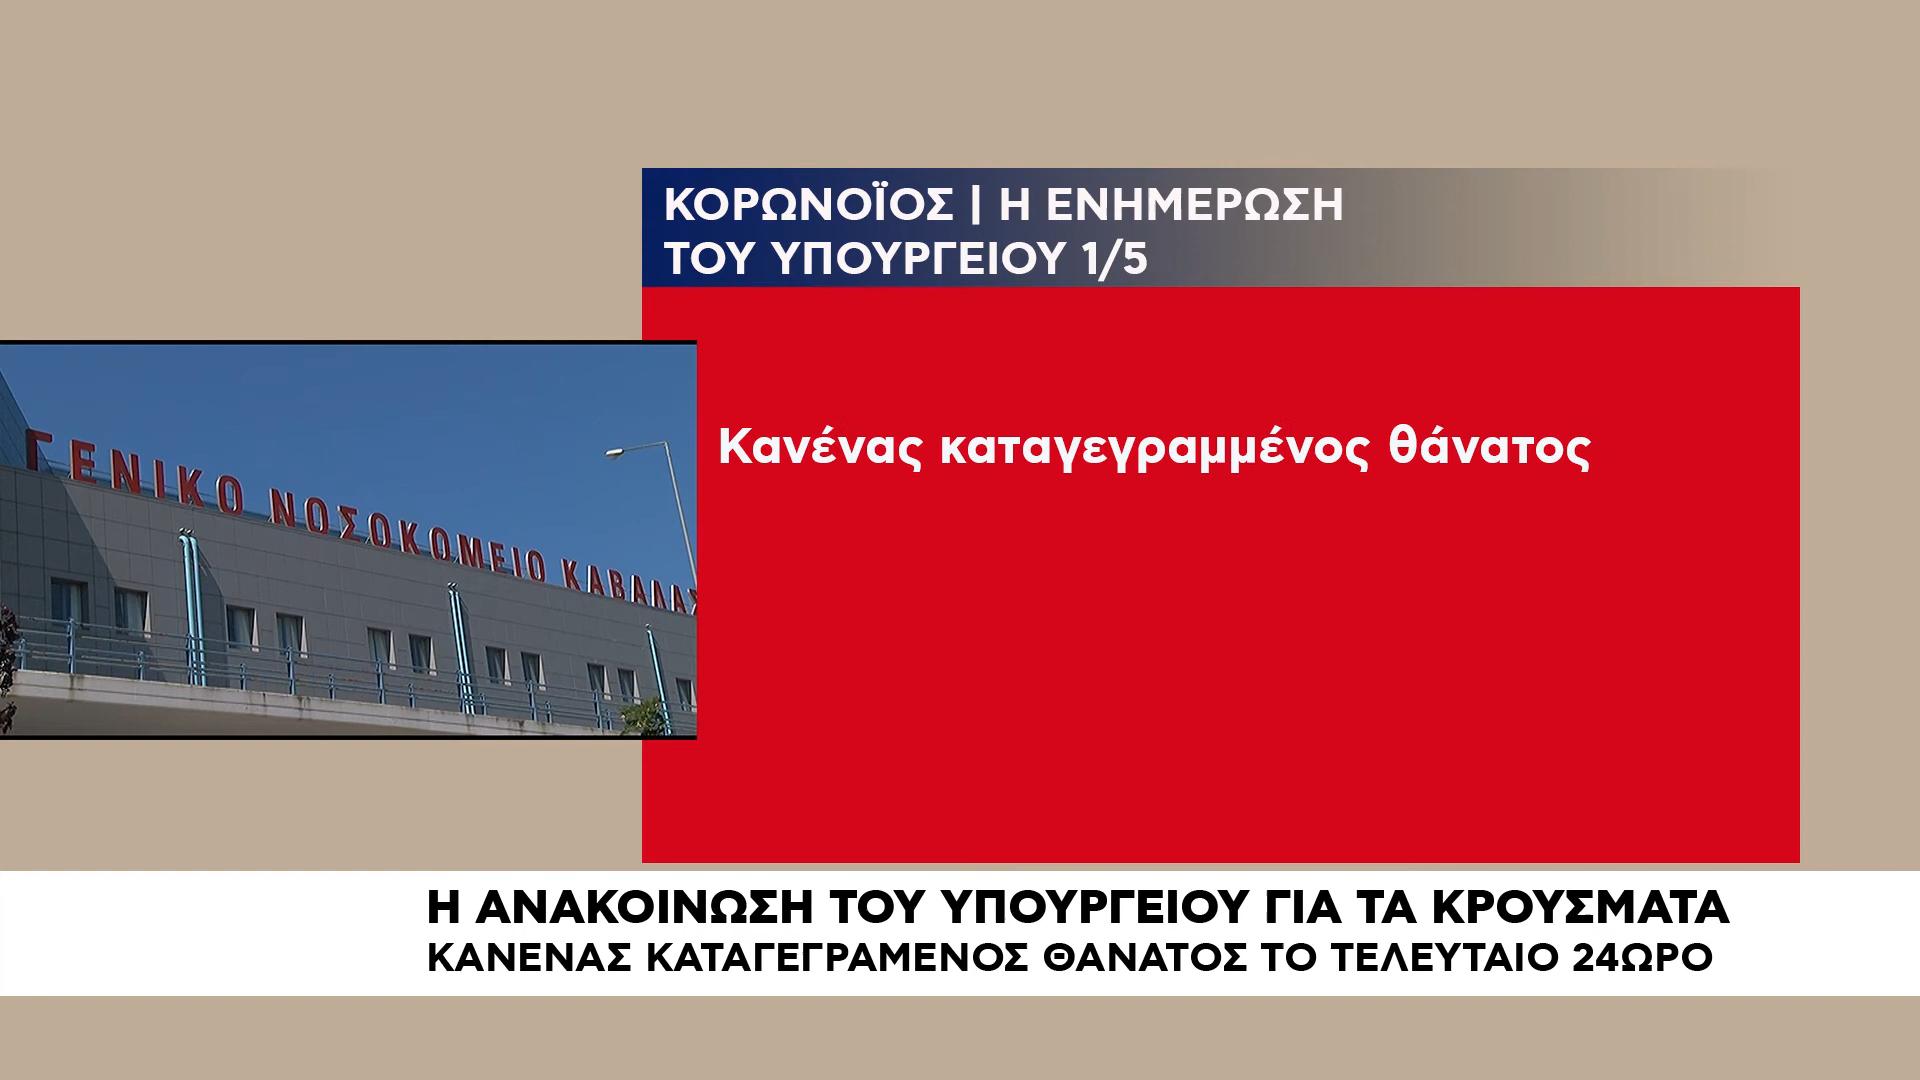 ΚΟΡΩΝΟΪΟΣ | Η ΕΝΗΜΕΡΩΣΗ
ΤΟΥ ΥΠΟΥΡΓΕΙΟΥ 1/5
Κανένας καταγεγραμμένος θάνατος
ΓΕΝΙΚΟ ΝΟΣΟΚΟΜΕΙΟ ΚΑΒΑΛΑΣ
Η ΑΝΑΚΟΙΝΩΣΗ ΤΟΥ ΥΠΟΥΡΓΕΙΟΥ ΓΙΑ ΤΑ ΚΡΟΥΣΜΑΤΑ
ΚΑΝΕΝΑΣ ΚΑΤΑΓΕΓΡΑΜΕΝΟΣ ΘΑΝΑΤΟΣ ΤΟ ΤΕΛΕΥΤΑΙΟ 24ΩΡΟ